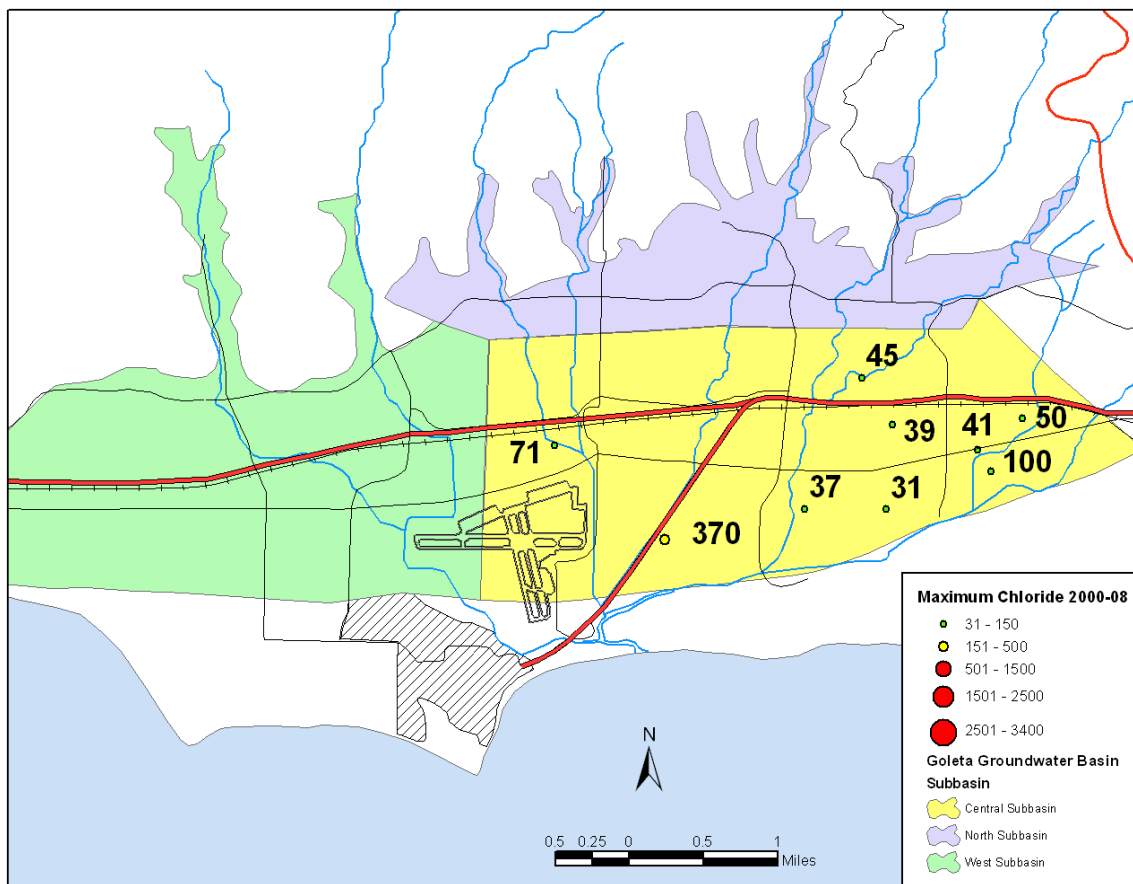 45
39
41
50
71
100
37
31
370
Maximum Chloride 2000-08
31 - 150
151 - 500
501 - 1500
1501 - 2500
2501 - 3400
Goleta Groundwater Basin
Subbasin
Central Subbasin
North Subbasin
West Subbasin
N
0.5 0.25 0 0.5 1
Miles